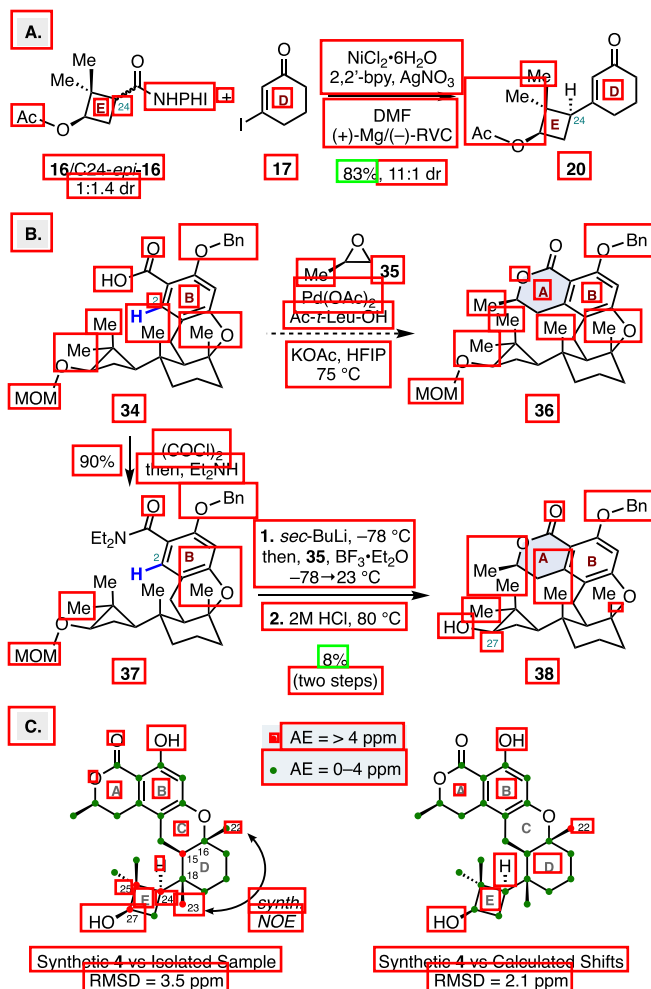 A.
O
Me
Me
E
24
NHPHI
+
Ac
O
16/C24-epi-16
1:1.4 dr
O
D
I
17
NiCl2•6H2O
2,2'-bpy, AgNO3
DMF
(+)-Mg/(–)-RVC
83%, 11:1 dr
O
Me
Me
H
D
E
24
Ac
O
20
B.
O
HO
O
Bn
2
B
H
Me
Me
Me
Me
O
O
MOM
34
O
Me
35
Pd(OAc)2
Ac-t-Leu-OH
KOAc, HFIP
75 °C
O
O
O
Bn
A
B
Me
Me
Me
Me
Me
O
O
MOM
36
90%
(COCl)2
then, Et2NH
O
Et2N
O
Bn
2
B
H
Me
Me
Me
Me
O
O
MOM
37
1. sec-BuLi, –78 °C
then, 35, BF3•Et2O
–78→23 °C
2. 2M HCl, 80 °C
8%
(two steps)
O
O
O
Bn
A
B
Me
Me
Me
Me
Me
O
HO
27
38
C.
O
OH
O
A
B
O
C
22
16
15
D
H
18
25
E
24
23
HO
27
synth.
NOE
AE = > 4 ppm
AE = 0–4 ppm
Synthetic 4 vs Isolated Sample
RMSD = 3.5 ppm
O
OH
O
A
B
O
C
22
H
D
E
HO
Synthetic 4 vs Calculated Shifts
RMSD = 2.1 ppm